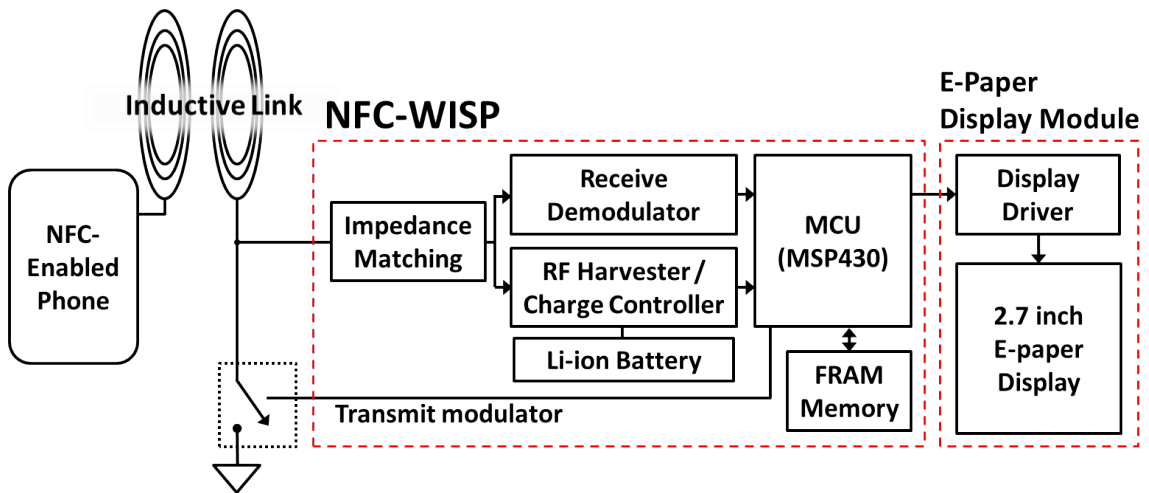 Inductive Link
NFC-WISP
E-Paper
Display Module
NFC-
Enabled
Phone
Impedance
Matching
Receive
Demodulator
RF Harvester /
Charge Controller
Li-ion Battery
MCU
(MSP430)
FRAM
Memory
Transmit modulator
Display
Driver
2.7 inch
E-paper
Display